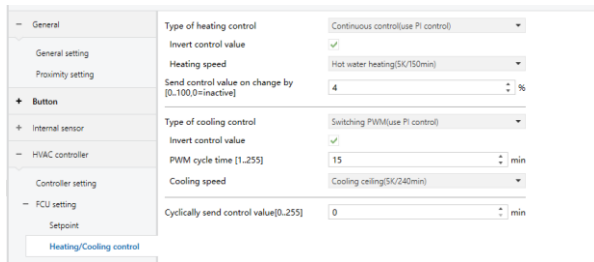 General
General setting
Proximity setting
Button
Internal sensor
HVAC controller
Controller setting
FCU setting
Setpoint
Heating/Cooling control
Type of heating control Continuous control(use PI control)
Invert control value
Heating speed Hot water heating(5K/150min)
Send control value on change by
[0..100,0=inactive] 4 %
Type of cooling control Switching PWM(use PI control)
Invert control value
PWM cycle time [1..255] 15 min
Cooling speed Cooling ceiling(5K/240min)
Cyclically send control value[0..255] 0 min